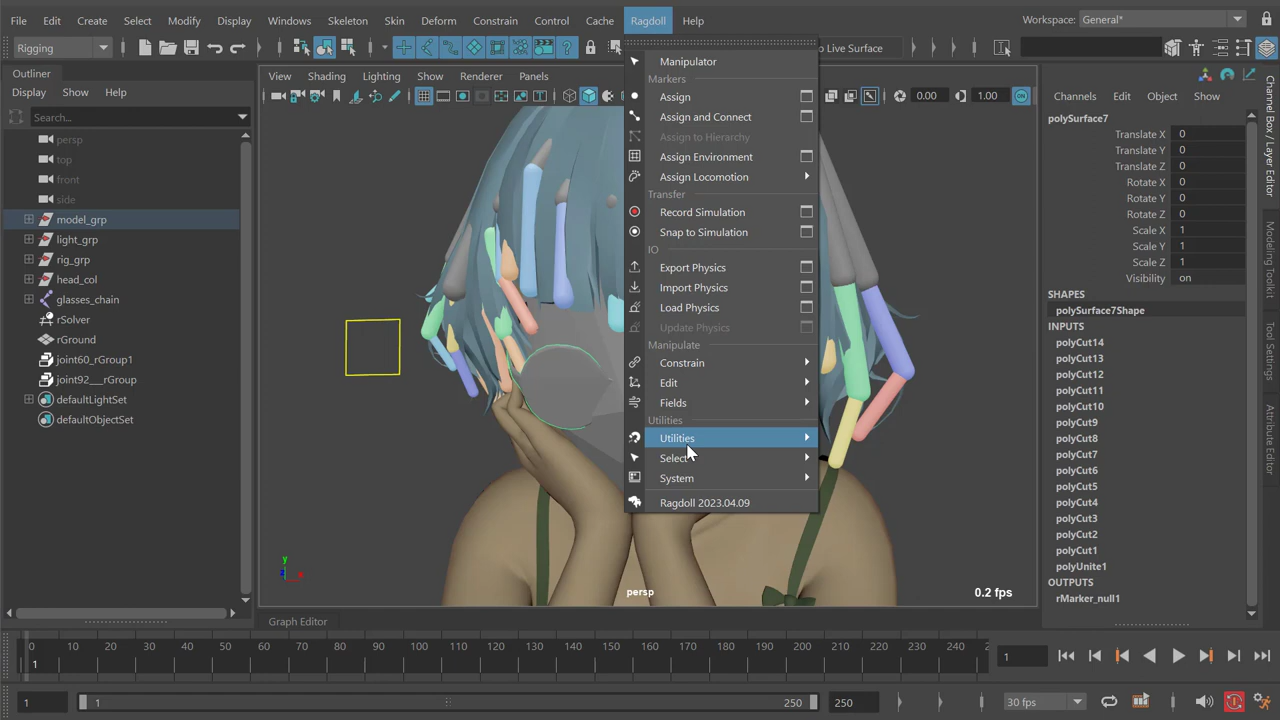 File Edit Create Select Modify Display Windows Skeleton Skin Deform Constrain Control Cache Ragdoll Help
Workspace: General*
Rigging
o Live Surface
Outliner
Display Show Help
Search...
persp
top
front
side
model_grp
light_grp
rig_grp
head_col
glasses_chain
rSolver
rGround
joint60_rGroup1
joint92___rGroup
defaultLightSet
defaultObjectSet
View Shading Lighting Show Renderer Panels
0.00 1.00
Manipulator
Markers
Assign
Assign and Connect
Assign to Hierarchy
Assign Environment
Assign Locomotion
Transfer
Record Simulation
Snap to Simulation
IO
Export Physics
Import Physics
Load Physics
Update Physics
Manipulate
Constrain
Edit
Fields
Utilities
Utilities
Select
System
Ragdoll 2023.04.09
y
z x
persp
0.2 fps
Channels Edit Object Show
polySurface7
Translate X 0
Translate Y 0
Translate Z 0
Rotate X 0
Rotate Y 0
Rotate Z 0
Scale X 1
Scale Y 1
Scale Z 1
Visibility on
SHAPES
polySurface7Shape
INPUTS
polyCut14
polyCut13
polyCut12
polyCut11
polyCut10
polyCut9
polyCut8
polyCut7
polyCut6
polyCut5
polyCut4
polyCut3
polyCut2
polyCut1
polyUnite1
OUTPUTS
rMarker_null1
Channel Box / Layer Editor
Modeling Toolkit
Attribute Editor
Graph Editor
0 10 20 30 40 50 60 70 80 90 100 110 120 130 140 150 160 170 180 190 200 210 220 230 240 2
1
1
1 1 250 250
30 fps